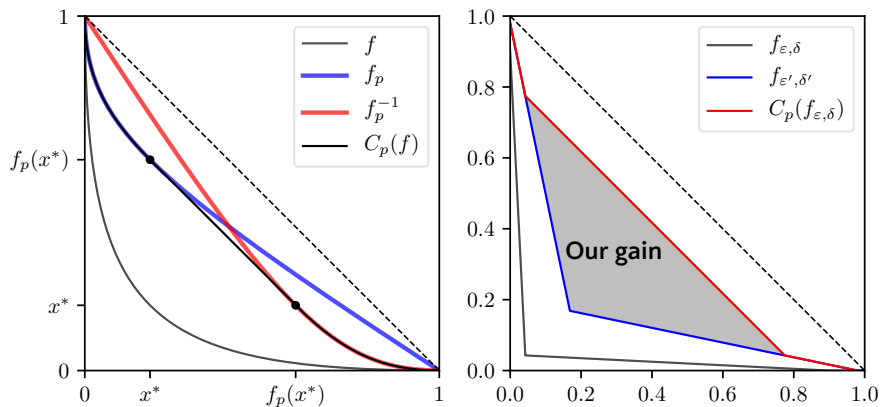 1
f_p(x*)
x*
0
0
x*
f_p(x*)
1
f
f_p
f_p^{-1}
C_p(f)
1.0
0.8
0.6
0.4
0.2
0.0
0.0
0.2
0.4
0.6
0.8
1.0
f_{ε,δ}
f_{ε′,δ′}
C_p(f_{ε,δ})
Our gain